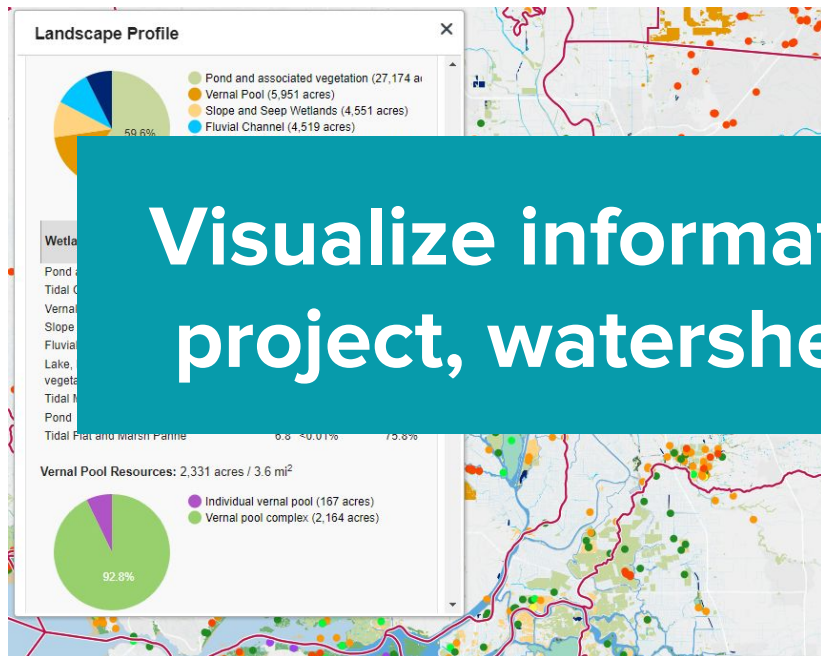 Landscape Profile
Pond and associated vegetation (27,174 a
Vernal Pool (5,951 acres)
Slope and Seep Wetlands (4,551 acres)
Fluvial Channel (4,519 acres)
59.6%
Visualize informa
project, watershe
Wetla
Pond
Tidal
Vernal
Slope
Fluvial
Lake,
vegeta
Tidal
Pond
Tidal Flat and Marsh Panne 6.8 <0.01% 75.8%
Vernal Pool Resources: 2,331 acres / 3.6 mi²
Individual vernal pool (167 acres)
Vernal pool complex (2,164 acres)
92.8%